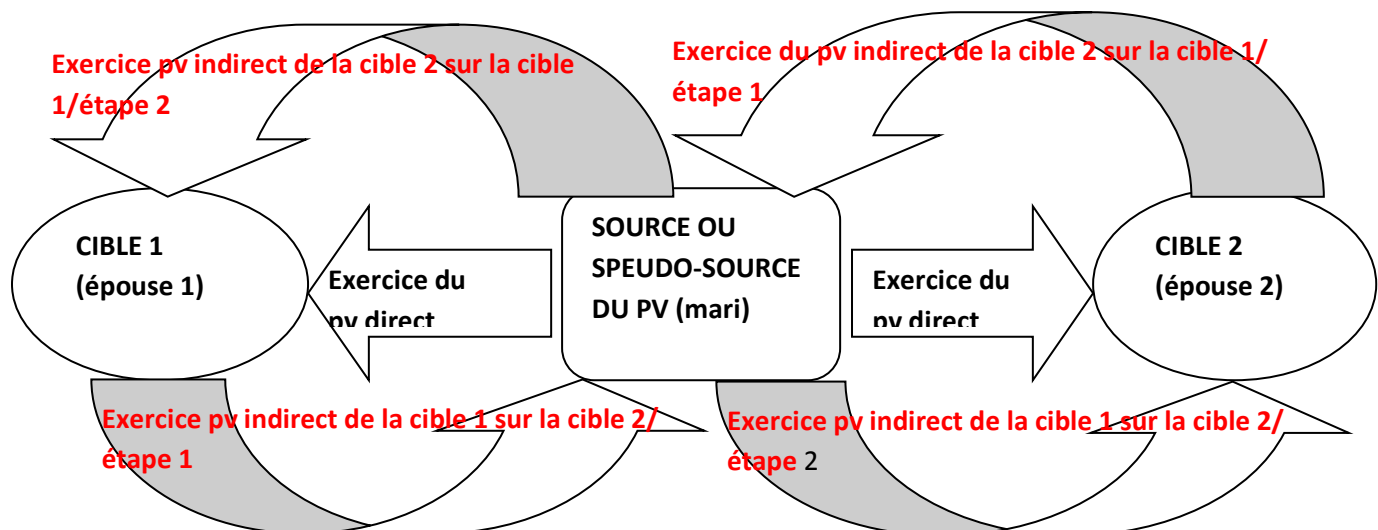 Exercice pv indirect de la cible 2 sur la cible
1/étape 2
Exercice du pv indirect de la cible 2 sur la cible 1/
étape 1
CIBLE 1
(épouse 1)
Exercice du
pv direct
SOURCE OU
SPEUDO-SOURCE
DU PV (mari)
Exercice du
pv direct
CIBLE 2
(épouse 2)
Exercice pv indirect de la cible 1 sur la cible 2/
étape 1
Exercice pv indirect de la cible 1 sur la cible 2/
étape 2